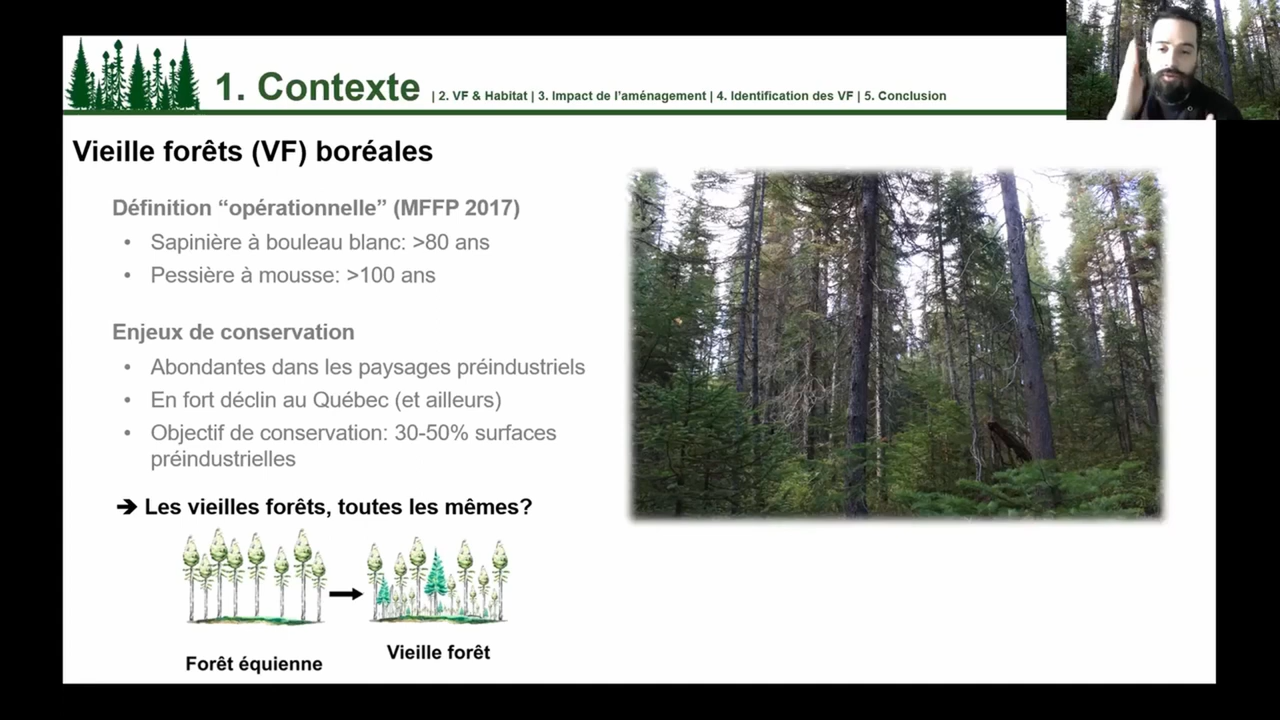 1. Contexte | 2. VF & Habitat | 3. Impact de l'aménagement | 4. Identification des VF | 5. Conclusion
Vieille forêts (VF) boréales
Définition “opérationnelle” (MFFP 2017)
• Sapinière à bouleau blanc: >80 ans
• Pessière à mousse: >100 ans
Enjeux de conservation
• Abondantes dans les paysages préindustriels
• En fort déclin au Québec (et ailleurs)
• Objectif de conservation: 30-50% surfaces
préindustrielles
➔ Les vieilles forêts, toutes les mêmes?
Forêt équienne
Vieille forêt